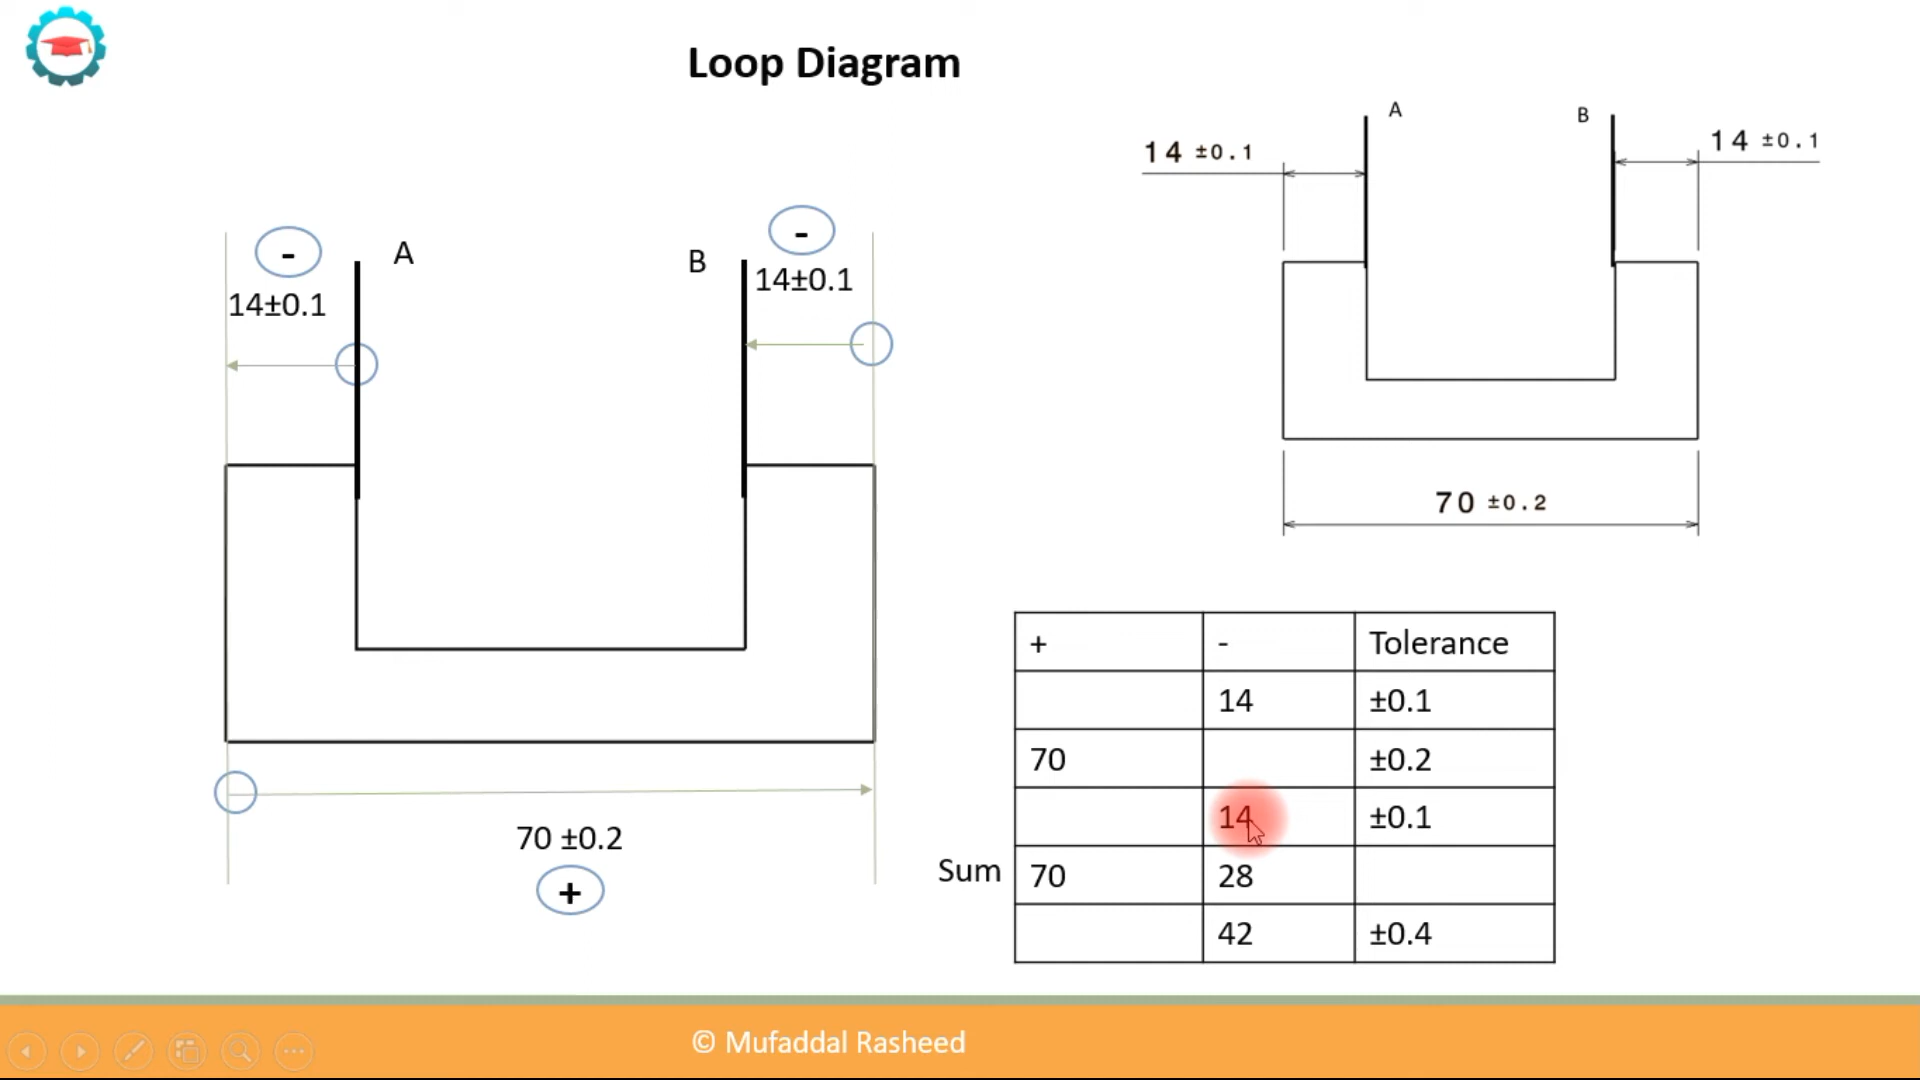 Loop Diagram
-
14±0.1
A
B
-
14±0.1
70 ±0.2
+
A
B
14 ±0.1
14 ±0.1
70 ±0.2
+ - Tolerance
14 ±0.1
70 ±0.2
14 ±0.1
Sum 70 28
42 ±0.4
© Mufaddal Rasheed